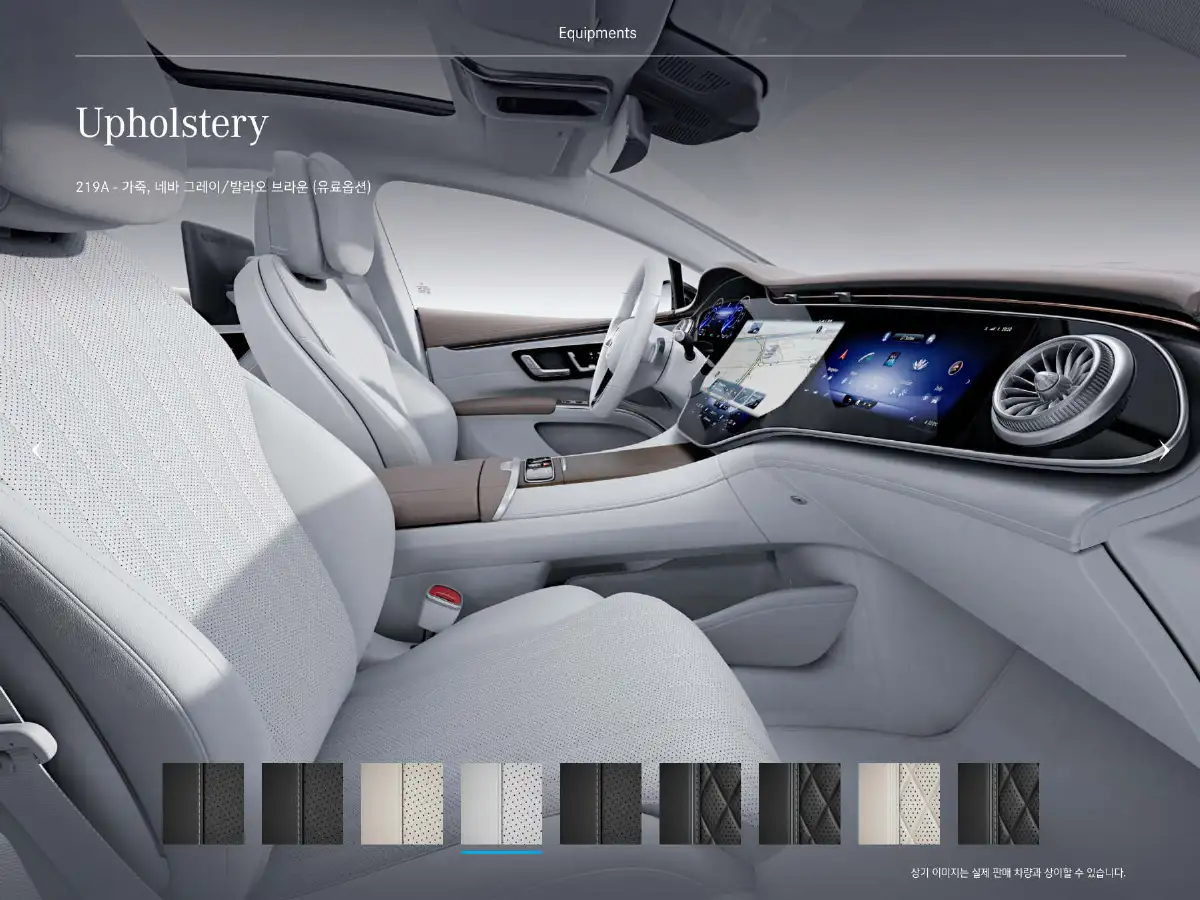 Equipments
Upholstery
219A - 가죽, 네바 그레이/발라오 브라운 (유료옵션)
상기 이미지는 실제 판매 차량과 상이할 수 있습니다.